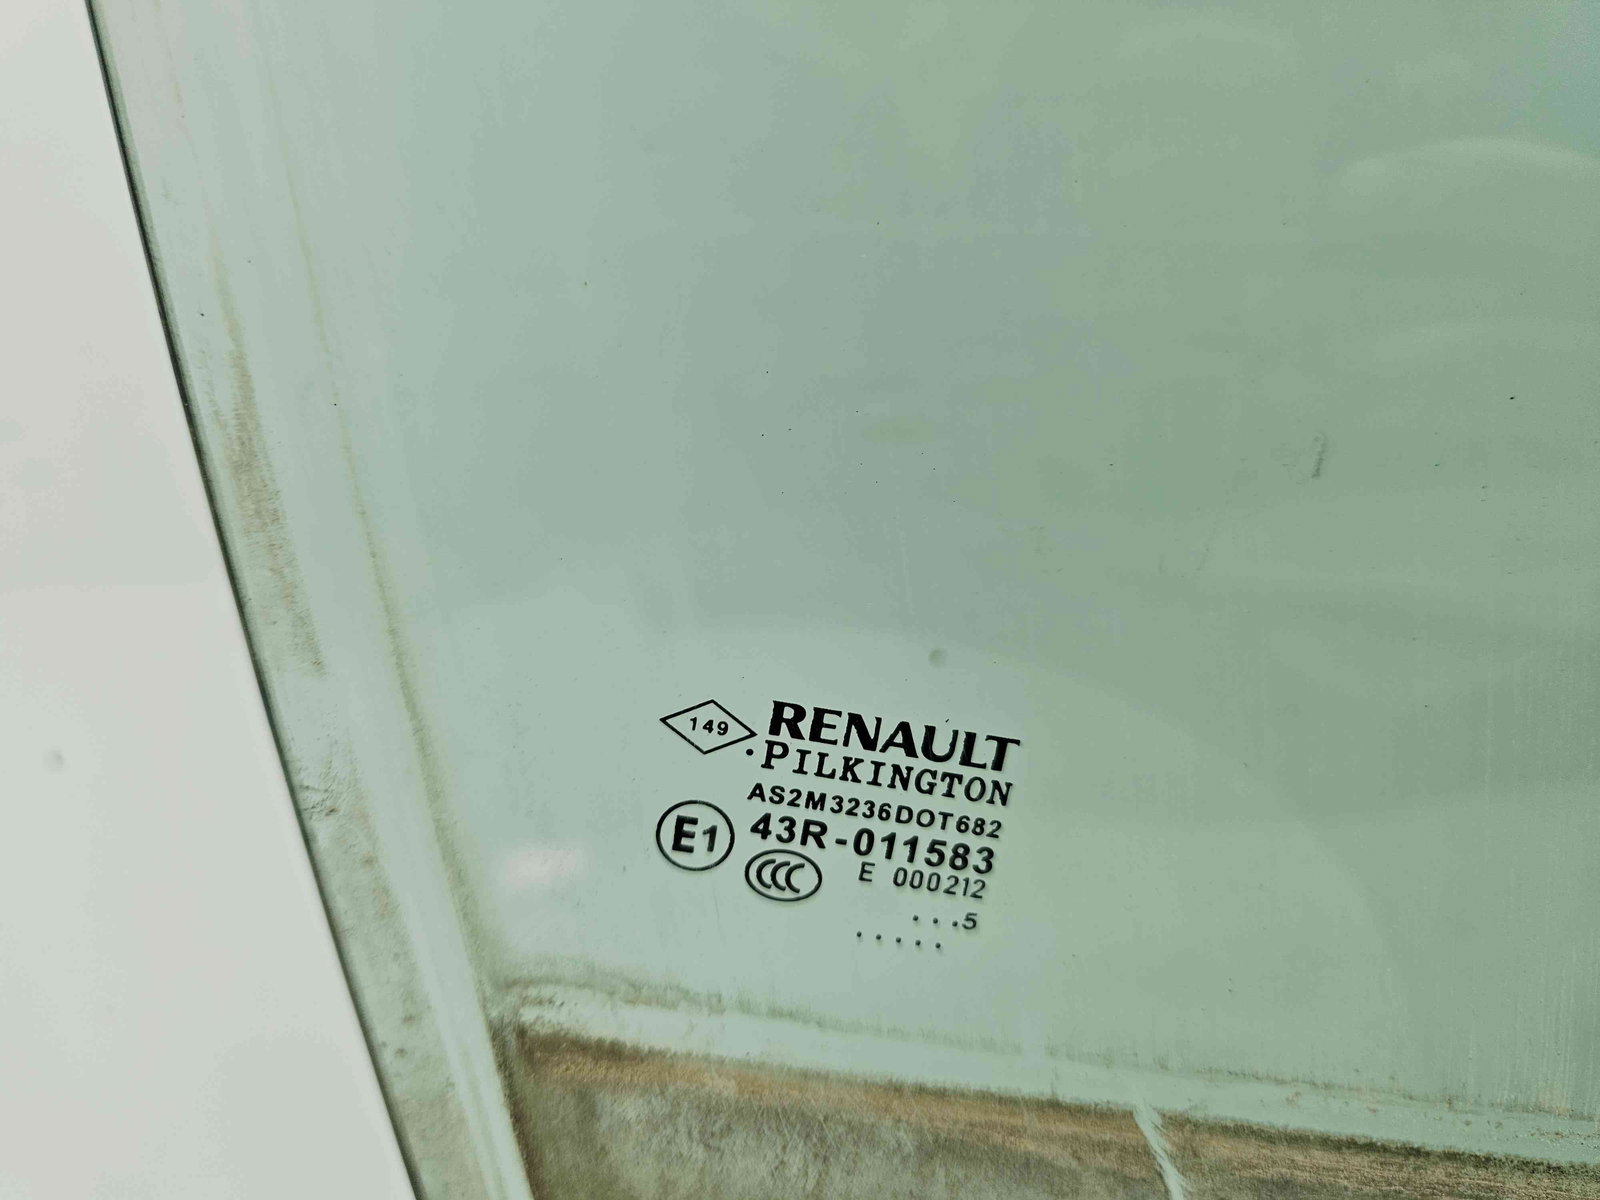 149
RENAULT
.PILKINGTON
AS2M3236DOT682
E1
43R-011583
CCC
E 000212
...5
.....